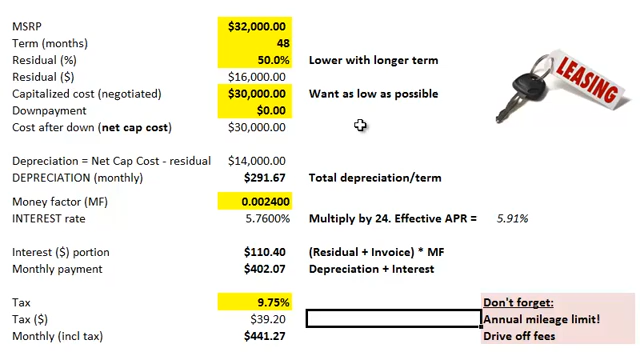 MSRP $32,000.00
Term (months) 48
Residual (%) 50.0% Lower with longer term
Residual ($) $16,000.00
Capitalized cost (negotiated) $30,000.00 Want as low as possible
Downpayment $0.00
Cost after down (net cap cost) $30,000.00
LEASING
Depreciation = Net Cap Cost - residual $14,000.00
DEPRECIATION (monthly) $291.67 Total depreciation/term
Money factor (MF) 0.002400
INTEREST rate 5.7600% Multiply by 24. Effective APR = 5.91%
Interest ($) portion $110.40 (Residual + Invoice) * MF
Monthly payment $402.07 Depreciation + Interest
Tax 9.75% Don't forget:
Tax ($) $39.20 Annual mileage limit!
Monthly (incl tax) $441.27 Drive off fees